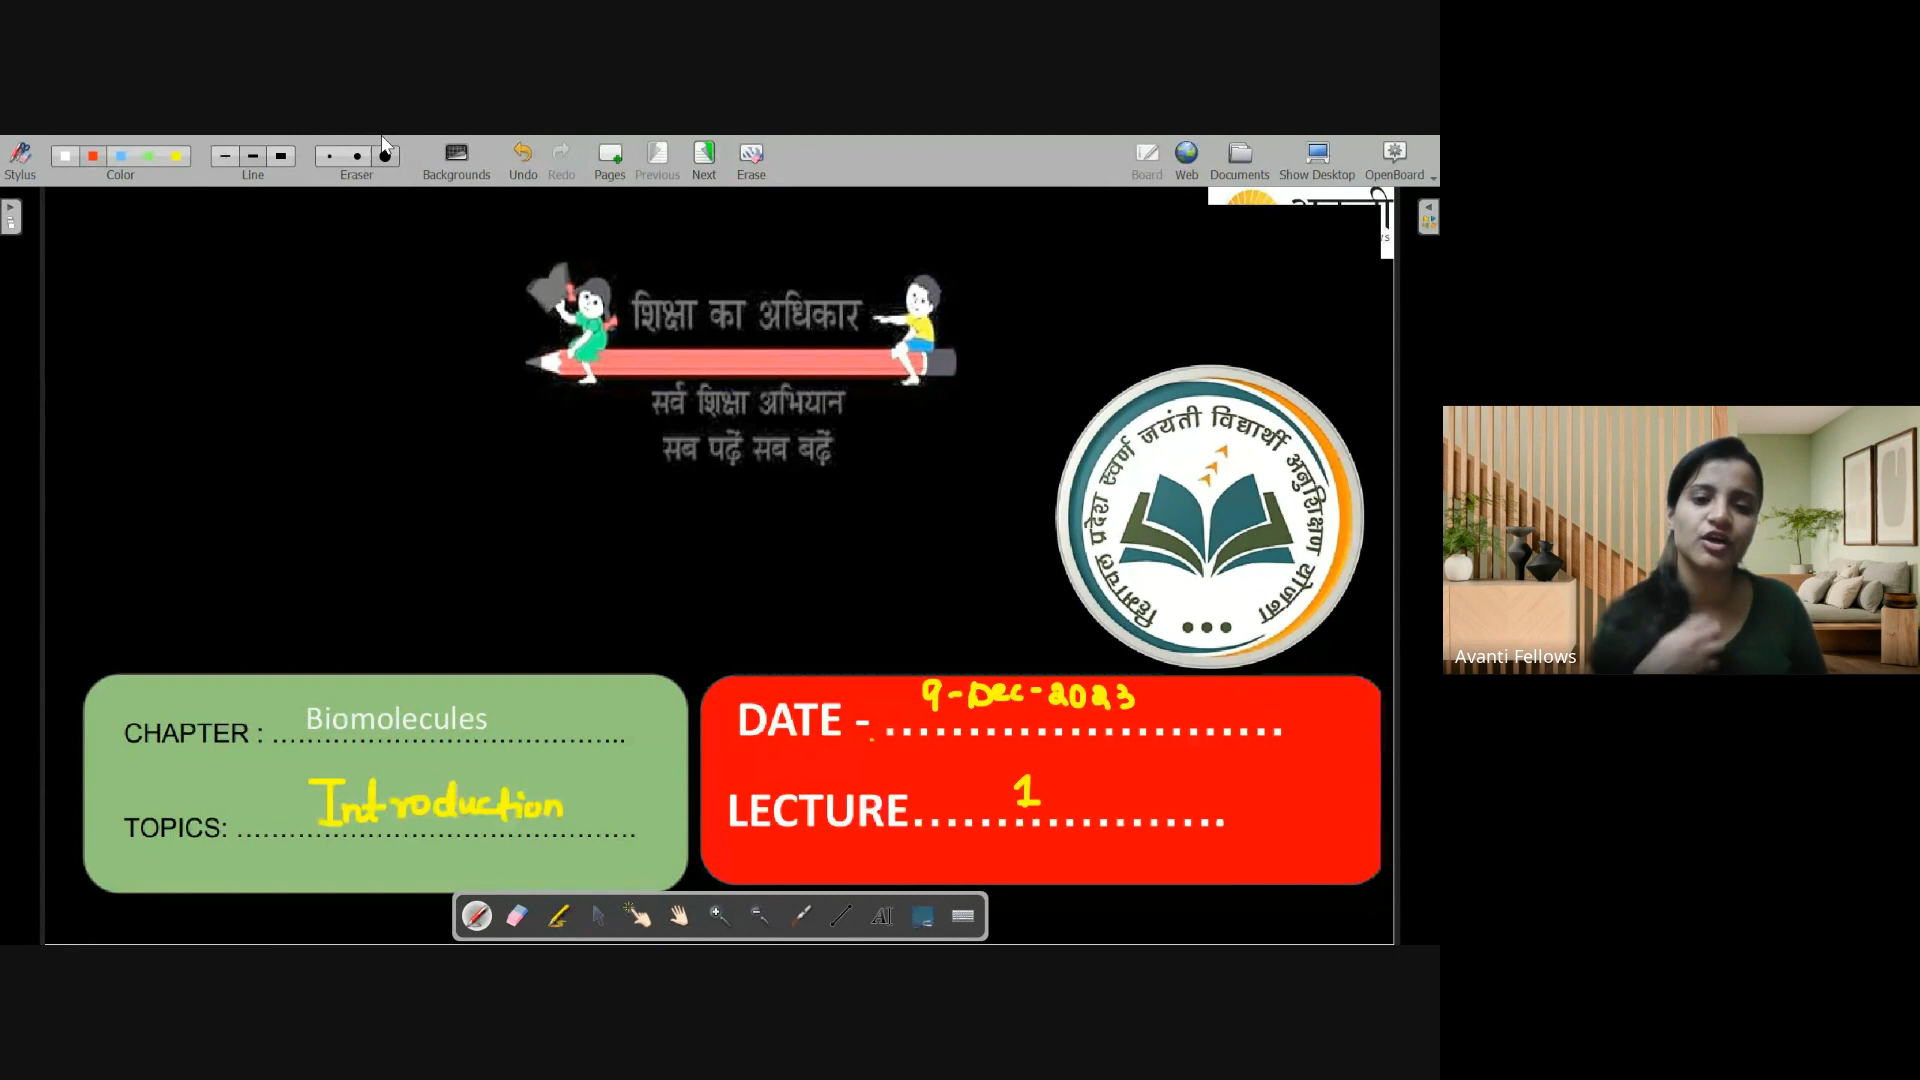 Stylus
Color
Line
Eraser
Backgrounds
Undo
Redo
Pages
Previous
Next
Erase
Board
Web
Documents
Show Desktop
OpenBoard
शिक्षा का अधिकार
सर्व शिक्षा अभियान
सब पढ़ें सब बढ़ें
हिमाचल प्रदेश स्वर्ण जयंती विद्यार्थी अनुशिक्षण योजना
CHAPTER : Biomolecules
TOPICS: Introduction
DATE - 9-Dec-2023
LECTURE 1
Avanti Fellows